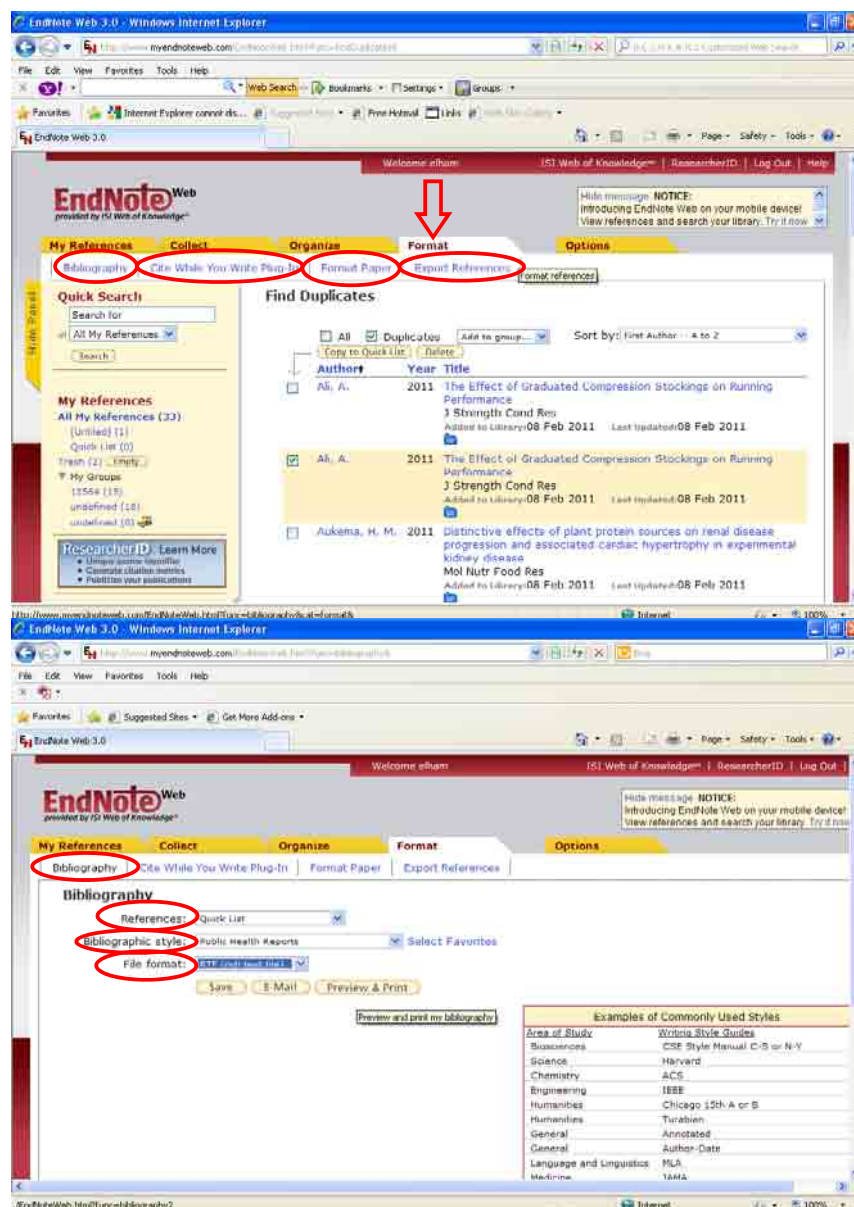 EndNote Web 3.0 - Windows Internet Explorer
myendnoteweb.com
File Edit View Favorites Tools Help
Web Search Bookmarks Settings Groups
Favorites Internet Explorer cannot dis... Free Hotmail Links
EndNote Web 3.0 Page Safety Tools
Welcome elham ISI Web of Knowledge℠ | ResearcherID | Log Out | Help
EndNote Web
provided by ISI Web of Knowledge℠
Hide message NOTICE:
Introducing EndNote Web on your mobile device!
View references and search your library. Try it now
My References Collect Organize Format Options
Bibliography Cite While You Write Plug-In Format Paper Export References
Format references
Hide Panel
Quick Search
Search for
All My References
Search
My References
All My References (33)
[Unfiled] (1)
Quick List (0)
Trash (2) Empty
My Groups
undefined (18)
undefined (0)
ResearcherID Learn More
Unique author identifier
Generate citation metrics
Publicize your publications
Find Duplicates
All Duplicates Add to group... Sort by: First Author -- A to Z
Copy to Quick List Delete
Author Year Title
Ali, A. 2011 The Effect of Graduated Compression Stockings on Running
Performance
J Strength Cond Res
Added to Library: 08 Feb 2011 Last Updated: 08 Feb 2011
Ali, A. 2011 The Effect of Graduated Compression Stockings on Running
Performance
J Strength Cond Res
Added to Library: 08 Feb 2011 Last Updated: 08 Feb 2011
Aukema, H. M. 2011 Distinctive effects of plant protein sources on renal disease
progression and associated cardiac hypertrophy in experimental
kidney disease
Mol Nutr Food Res
Added to Library: 08 Feb 2011 Last Updated: 08 Feb 2011
Internet 100%
EndNote Web 3.0 - Windows Internet Explorer
myendnoteweb.com
File Edit View Favorites Tools Help
Favorites Suggested Sites Get More Add-ons
EndNote Web 3.0 Page Safety Tools
Welcome elham ISI Web of Knowledge℠ | ResearcherID | Log Out
EndNote Web
provided by ISI Web of Knowledge℠
Hide message NOTICE:
Introducing EndNote Web on your mobile device!
View references and search your library. Try it now
My References Collect Organize Format Options
Bibliography Cite While You Write Plug-In Format Paper Export References
Bibliography
References: Quick List
Bibliographic style: Public Health Reports Select Favorites
File format:
Save E-Mail Preview & Print
Preview and print my bibliography
Examples of Commonly Used Styles
Area of Study Writing Style Guides
Biosciences CSE Style Manual C-S or N-Y
Science Harvard
Chemistry ACS
Engineering IEEE
Humanities Chicago 15th A or B
Humanities Turabian
General Annotated
General Author-Date
Language and Linguistics MLA
Medicine JAMA
Internet 100%